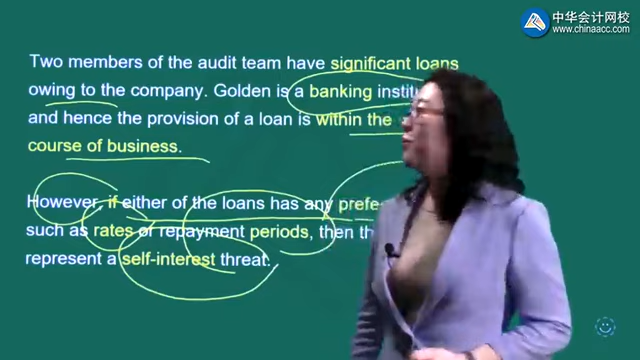 中华会计网校
www.chinaacc.com
Two members of the audit team have significant loans
owing to the company. Golden is a banking
and hence the provision of a loan is within the
course of business.
However, if either of the loans has any
such as rates or repayment periods, then
represent a self-interest threat.